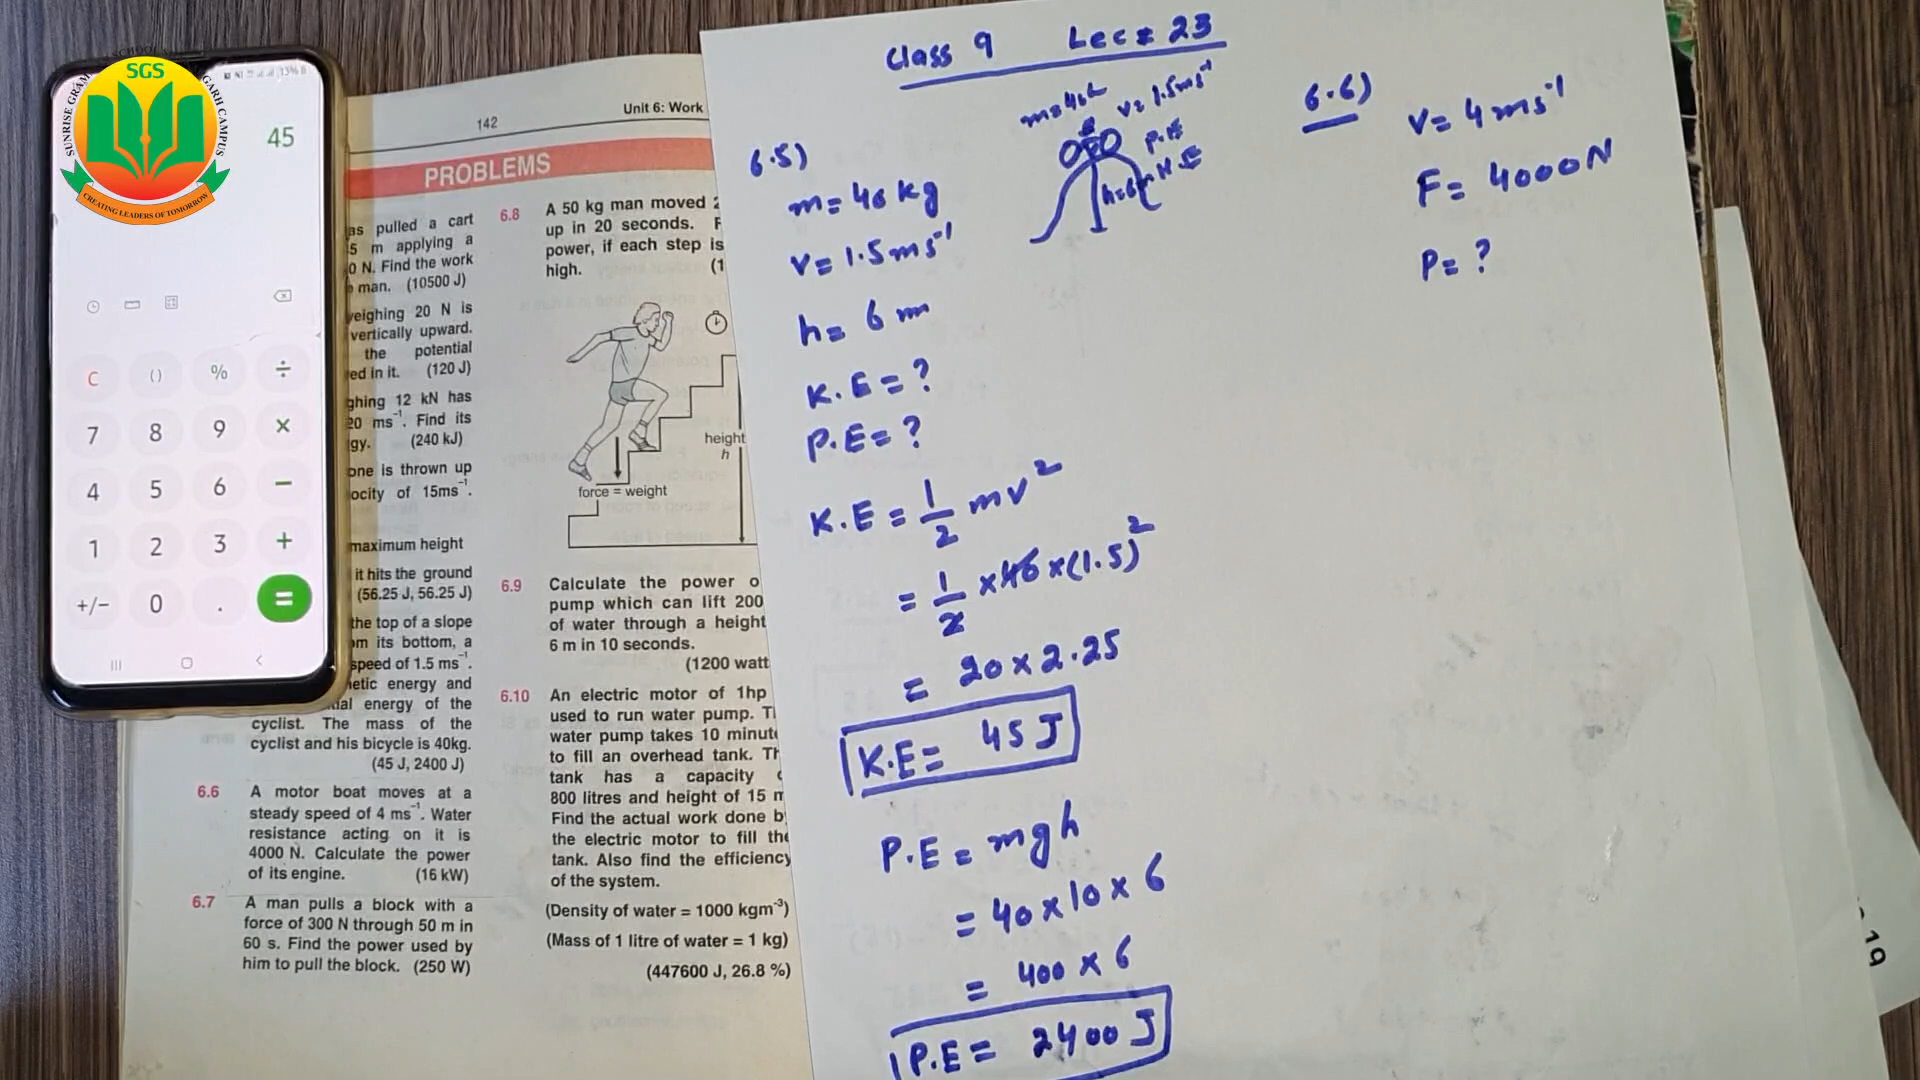 SUNRISE GRAM
SCHOOL
GARH CAMPUS
SGS
CREATING LEADERS OF TOMORROW
13%
45
C
( )
%
÷
7
8
9
×
4
5
6
−
1
2
3
+
+/−
0
.
=
142
Unit 6: Work
PROBLEMS
as pulled a cart
5 m applying a
0 N. Find the work
man. (10500 J)
weighing 20 N is
vertically upward.
the potential
ed in it. (120 J)
ghing 12 kN has
20 ms⁻¹. Find its
gy. (240 kJ)
one is thrown up
ocity of 15ms⁻¹.
maximum height
it hits the ground
(56.25 J, 56.25 J)
the top of a slope
m its bottom, a
speed of 1.5 ms⁻¹.
etic energy and
ial energy of the
cyclist. The mass of the
cyclist and his bicycle is 40kg.
(45 J, 2400 J)
6.6 A motor boat moves at a
steady speed of 4 ms⁻¹. Water
resistance acting on it is
4000 N. Calculate the power
of its engine. (16 kW)
6.7 A man pulls a block with a
force of 300 N through 50 m in
60 s. Find the power used by
him to pull the block. (250 W)
6.8 A 50 kg man moved 2
up in 20 seconds. F
power, if each step is
high. (1
height
h
force = weight
6.9 Calculate the power o
pump which can lift 200
of water through a height
6 m in 10 seconds.
(1200 watt
6.10 An electric motor of 1hp
used to run water pump. T
water pump takes 10 minute
to fill an overhead tank. Th
tank has a capacity
800 litres and height of 15 m
Find the actual work done b
the electric motor to fill the
tank. Also find the efficiency
of the system.
(Density of water = 1000 kgm⁻³)
(Mass of 1 litre of water = 1 kg)
(447600 J, 26.8 %)
Class 9 Lec = 23
v= 1.5ms⁻¹
P.E
K.E
h=6m
6.5)
m= 40 kg
v= 1.5ms⁻¹
h= 6 m
K.E = ?
P.E = ?
K.E = 1/2 mv²
= 1/2 × 40 × (1.5)²
= 20 × 2.25
K.E = 45 J
P.E = mgh
= 40 × 10 × 6
= 400 × 6
P.E = 2400 J
6.6)
v= 4 ms⁻¹
F= 4000N
P= ?
19